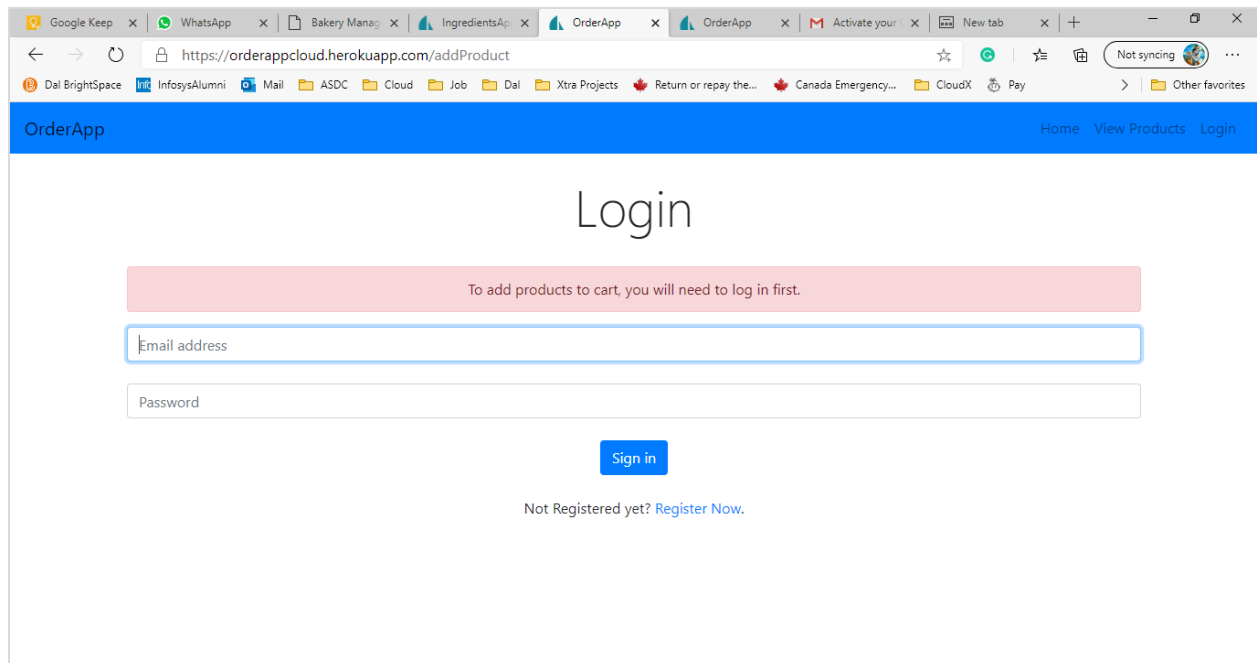 Google Keep WhatsApp Bakery Manag IngredientsAp OrderApp OrderApp Activate your New tab
https://orderappcloud.herokuapp.com/addProduct Not syncing
Dal BrightSpace InfosysAlumni Mail ASDC Cloud Job Dal Xtra Projects Return or repay the... Canada Emergency... CloudX Pay Other favorites
OrderApp Home View Products Login
Login
To add products to cart, you will need to log in first.
Email address
Password
Sign in
Not Registered yet? Register Now.